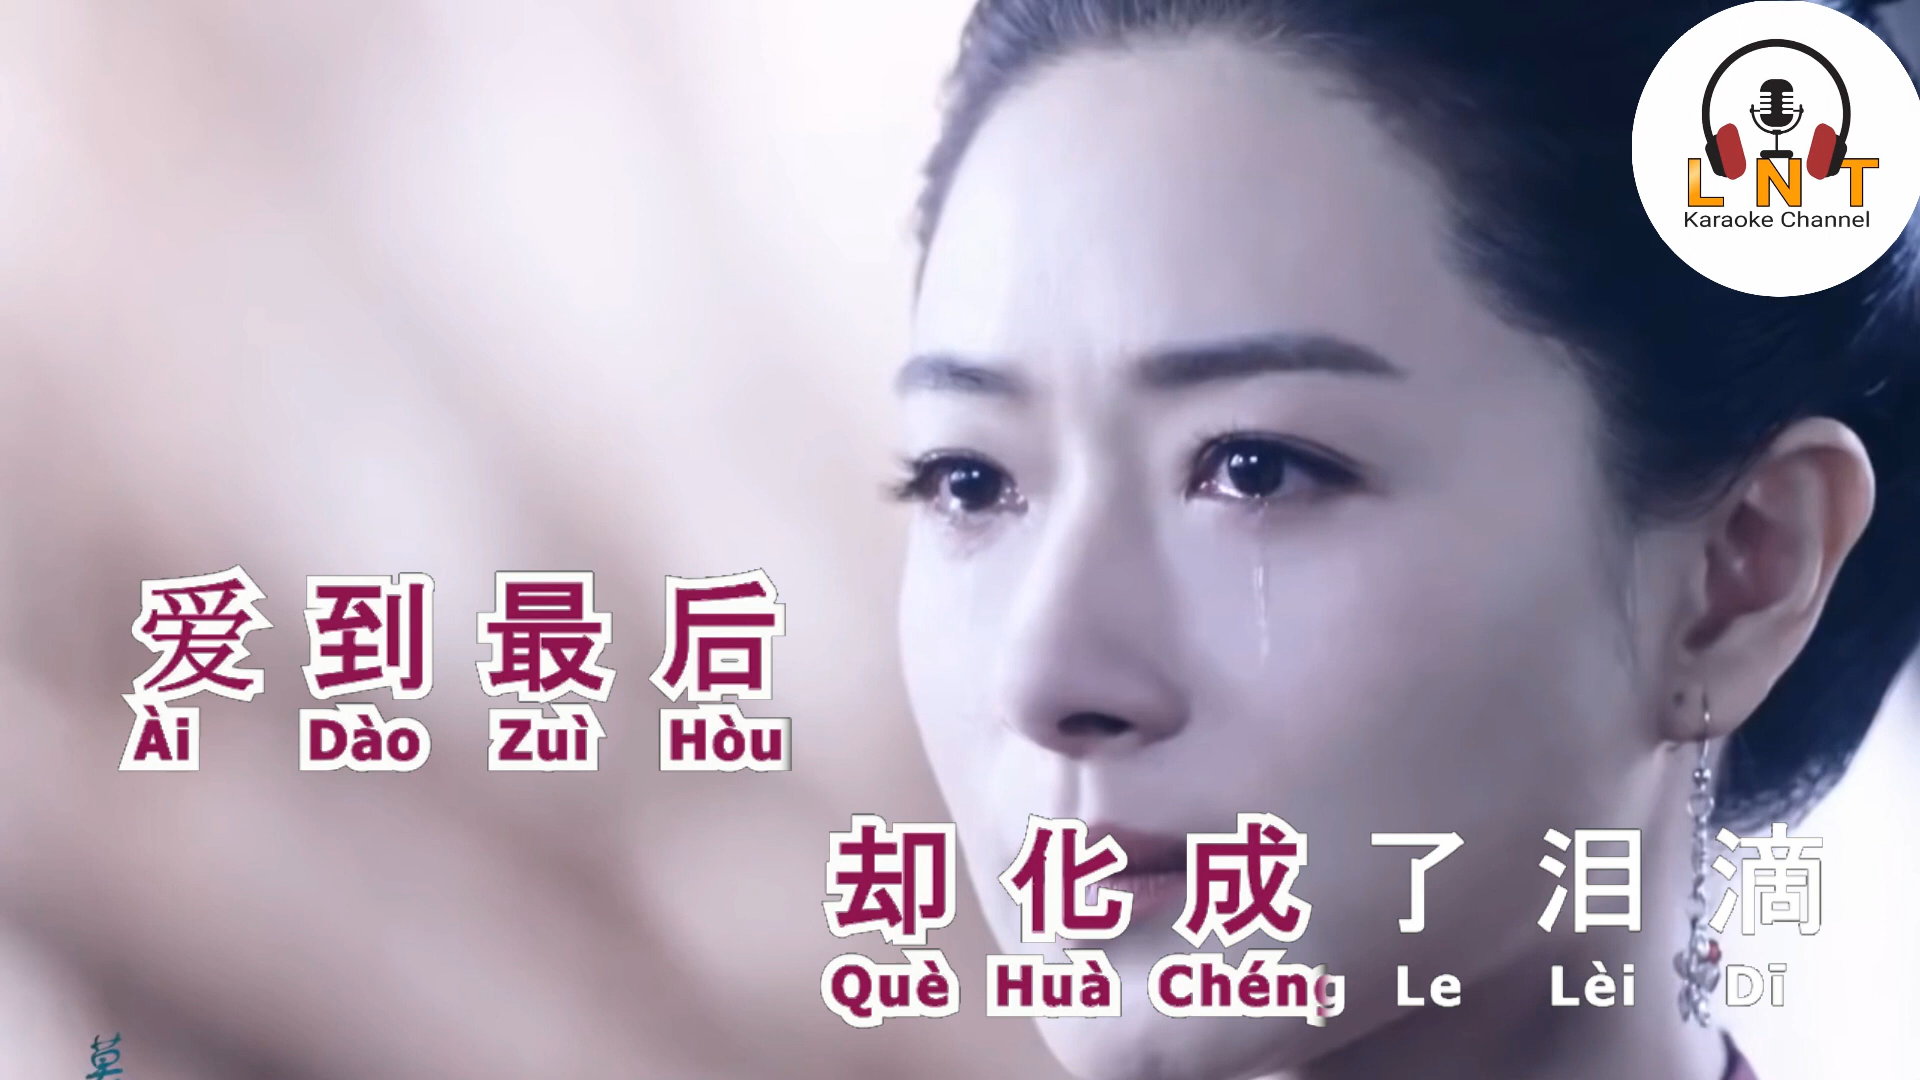 L N T
Karaoke Channel
爱 到 最 后
Ài Dào Zuì Hòu
却 化 成 了 泪 滴
Què Huà Chéng Le Lèi Dī